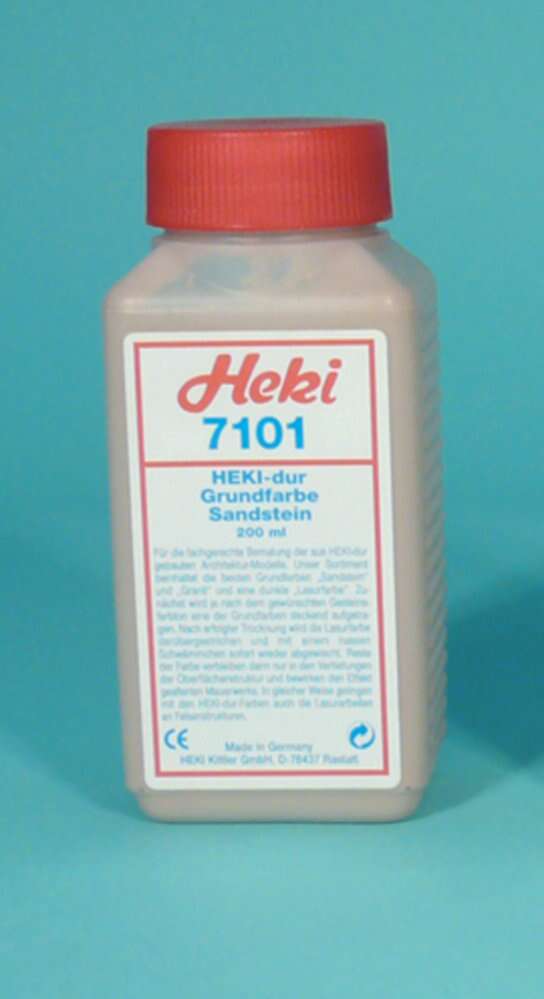 Heki
7101
HEKI-dur
Grundfarbe
Sandstein
200 ml
Für die fachgerechte Bemalung der aus HEKI-dur
gebauten Architektur-Modelle. Unser Sortiment
beinhaltet die beiden Grundfarben „Sandstein"
und „Granit" und eine dunkle „Lasurfarbe". Zu-
nächst wird je nach dem gewünschten Gesteins-
farbton eine der Grundfarben deckend aufgetra-
gen. Nach erfolgter Trocknung wird die Lasurfarbe
darübergestrichen und mit einem nassen
Schwämmchen sofort wieder abgewischt. Reste
der Farbe verbleiben dann nur in den Vertiefungen
der Oberflächenstruktur und bewirken den Effekt
gealterten Mauerwerks. In gleicher Weise gelingen
mit den HEKI-dur-Farben auch die Lasurarbeiten
an Felsenstrukturen.
CE
Made in Germany
HEKI Kittler GmbH, D-76437 Rastatt